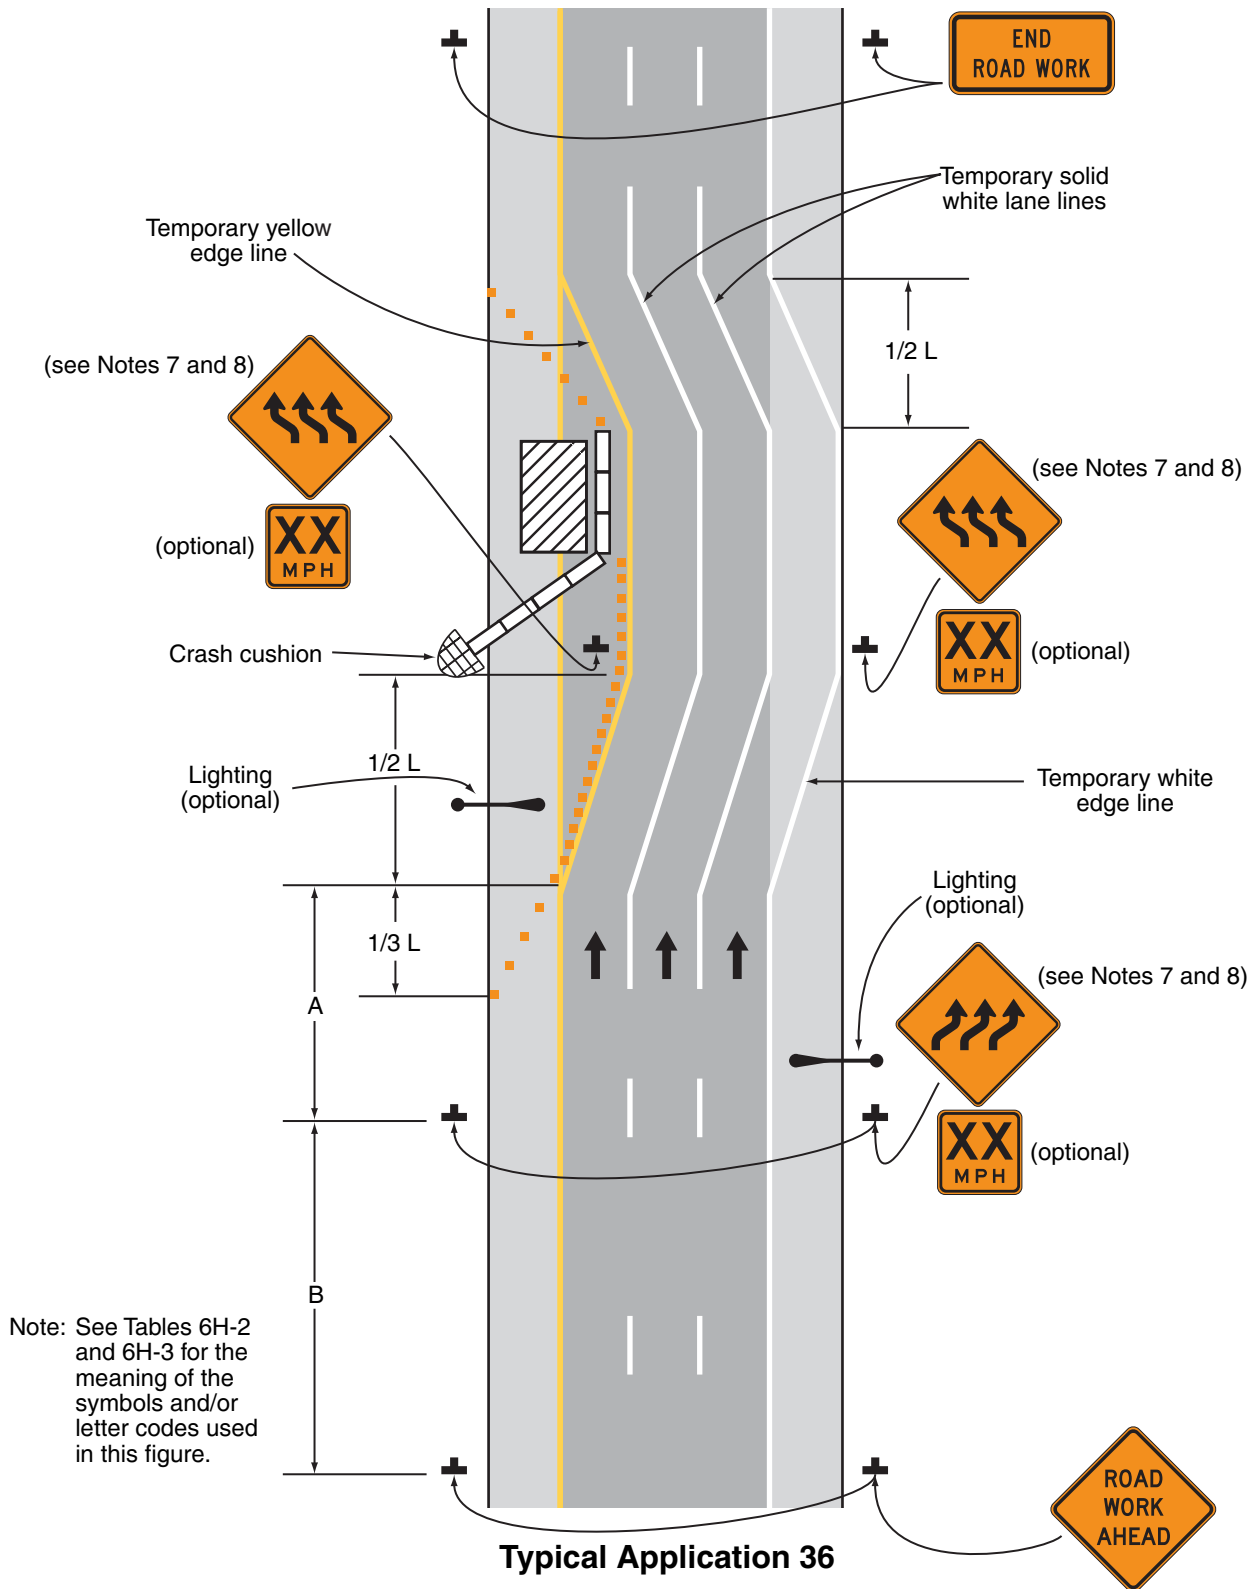 END
ROAD WORK
Temporary solid
white lane lines
Temporary yellow
edge line
1/2 L
(see Notes 7 and 8)
(see Notes 7 and 8)
XX
MPH
(optional)
XX
MPH
(optional)
Crash cushion
1/2 L
Lighting
(optional)
Temporary white
edge line
Lighting
(optional)
1/3 L
(see Notes 7 and 8)
A
XX
MPH
(optional)
B
Note: See Tables 6H-2
and 6H-3 for the
meaning of the
symbols and/or
letter codes used
in this figure.
ROAD
WORK
AHEAD
Typical Application 36